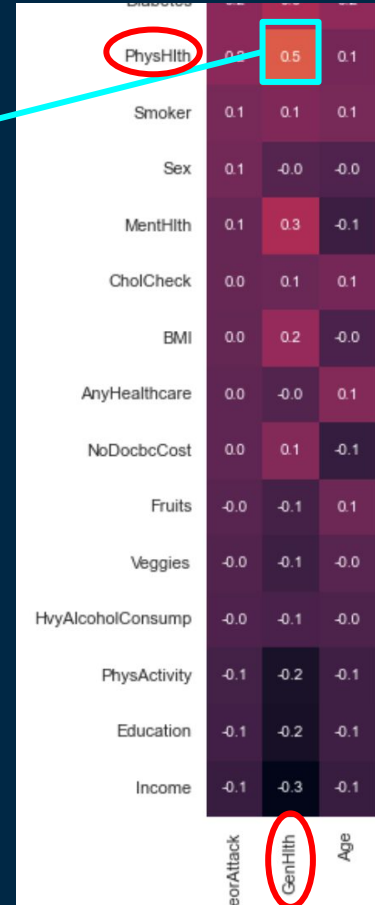 PhysHlth 0.2 0.5 0.1
Smoker 0.1 0.1 0.1
Sex 0.1 -0.0 -0.0
MentHlth 0.1 0.3 -0.1
CholCheck 0.0 0.1 0.1
BMI 0.0 0.2 -0.0
AnyHealthcare 0.0 -0.0 0.1
NoDocbcCost 0.0 0.1 -0.1
Fruits -0.0 -0.1 0.1
Veggies -0.0 -0.1 -0.0
HvyAlcoholConsump -0.0 -0.1 -0.0
PhysActivity -0.1 -0.2 -0.1
Education -0.1 -0.2 -0.1
Income -0.1 -0.3 -0.1
eorAttack GenHlth Age